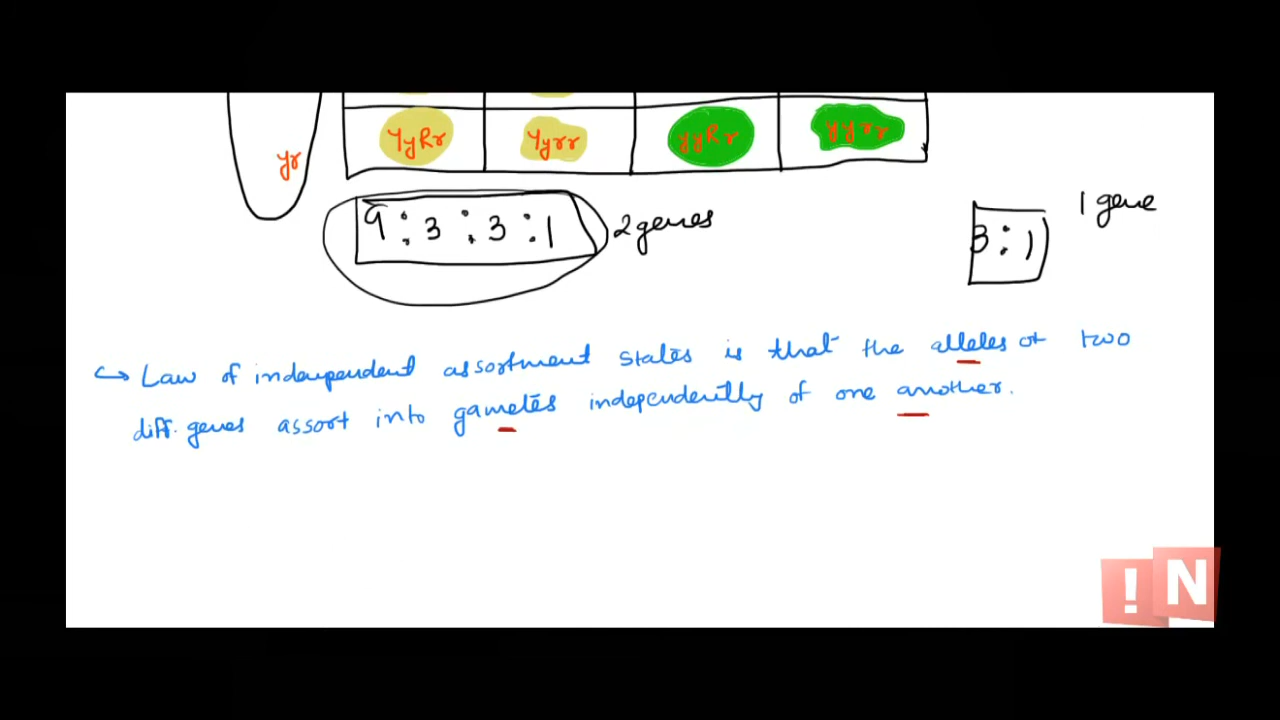 YyRr Yyrr yyRr yyrr
yr
9:3:3:1 2 genes 3:1 1 gene
↪ Law of independent assortment states is that the alleles of two
diff. genes assort into gametes independently of one another.
!N